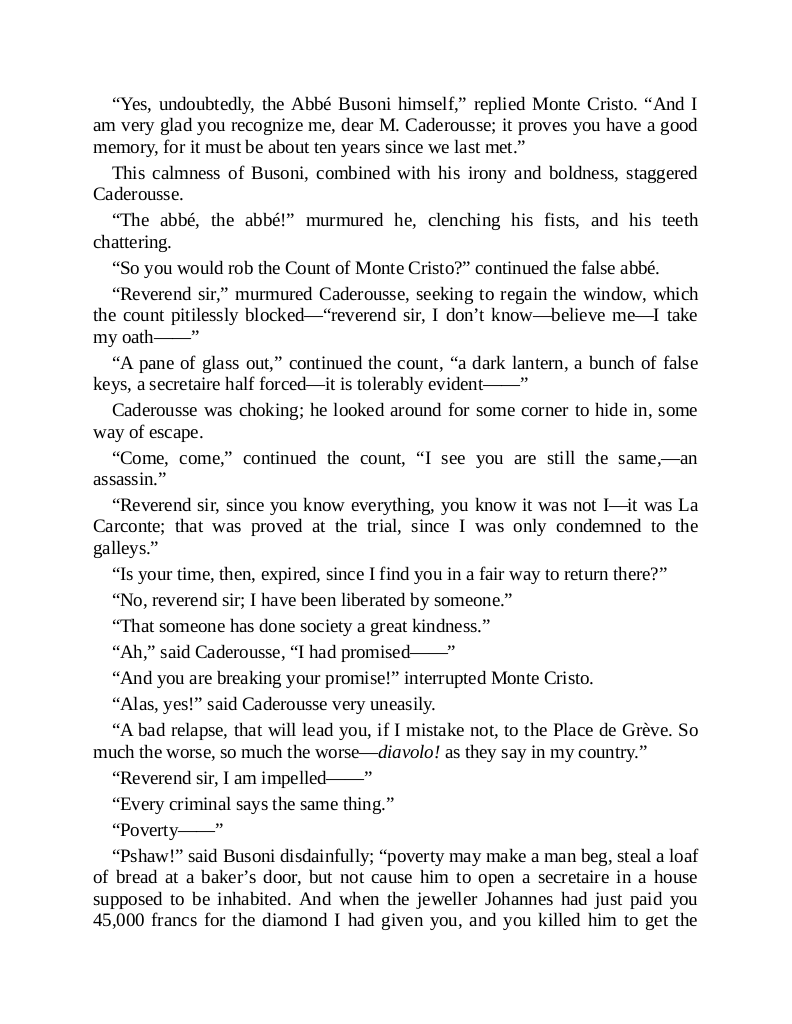 “Yes, undoubtedly, the Abbé Busoni himself,” replied Monte Cristo. “And I
am very glad you recognize me, dear M. Caderousse; it proves you have a good
memory, for it must be about ten years since we last met.”
This calmness of Busoni, combined with his irony and boldness, staggered
Caderousse.
“The abbé, the abbé!” murmured he, clenching his fists, and his teeth
chattering.
“So you would rob the Count of Monte Cristo?” continued the false abbé.
“Reverend sir,” murmured Caderousse, seeking to regain the window, which
the count pitilessly blocked—“reverend sir, I don’t know—believe me—I take
my oath——”
“A pane of glass out,” continued the count, “a dark lantern, a bunch of false
keys, a secretaire half forced—it is tolerably evident——”
Caderousse was choking; he looked around for some corner to hide in, some
way of escape.
“Come, come,” continued the count, “I see you are still the same,—an
assassin.”
“Reverend sir, since you know everything, you know it was not I—it was La
Carconte; that was proved at the trial, since I was only condemned to the
galleys.”
“Is your time, then, expired, since I find you in a fair way to return there?”
“No, reverend sir; I have been liberated by someone.”
“That someone has done society a great kindness.”
“Ah,” said Caderousse, “I had promised——”
“And you are breaking your promise!” interrupted Monte Cristo.
“Alas, yes!” said Caderousse very uneasily.
“A bad relapse, that will lead you, if I mistake not, to the Place de Grève. So
much the worse, so much the worse—diavolo! as they say in my country.”
“Reverend sir, I am impelled——”
“Every criminal says the same thing.”
“Poverty——”
“Pshaw!” said Busoni disdainfully; “poverty may make a man beg, steal a loaf
of bread at a baker’s door, but not cause him to open a secretaire in a house
supposed to be inhabited. And when the jeweller Johannes had just paid you
45,000 francs for the diamond I had given you, and you killed him to get the